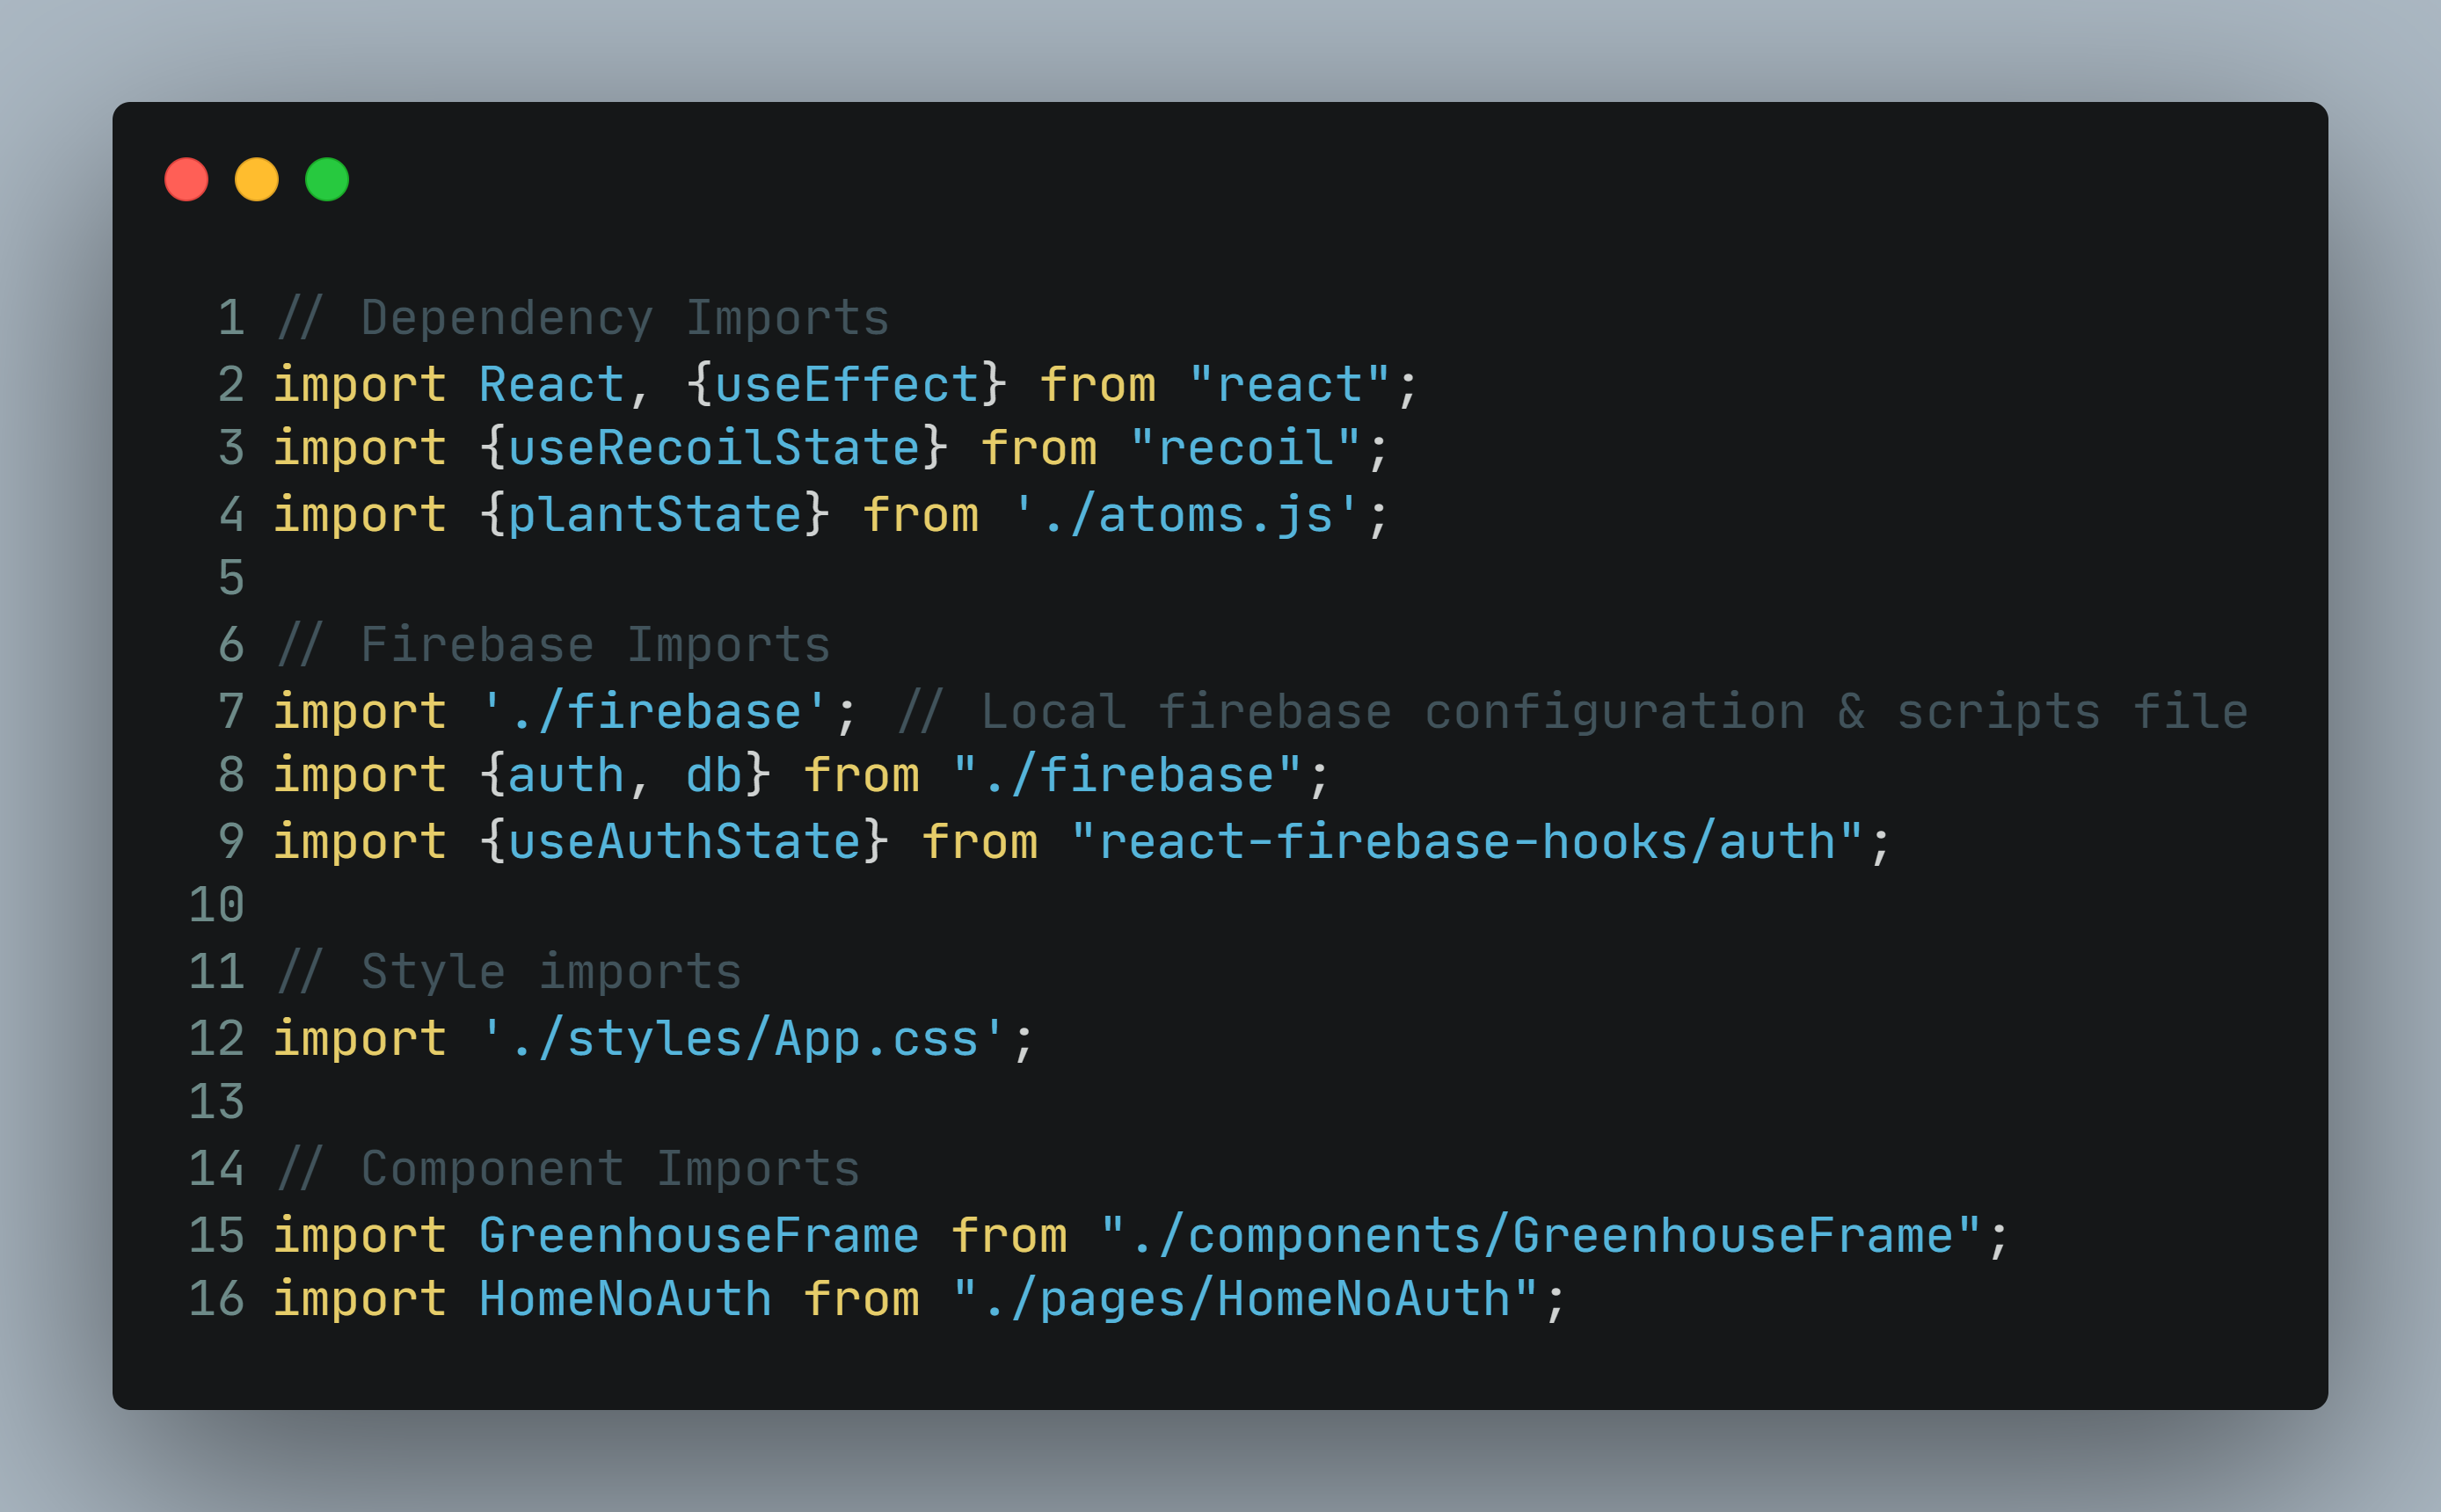 1 // Dependency Imports
2 import React, {useEffect} from "react";
3 import {useRecoilState} from "recoil";
4 import {plantState} from './atoms.js';
5
6 // Firebase Imports
7 import './firebase'; // Local firebase configuration & scripts file
8 import {auth, db} from "./firebase";
9 import {useAuthState} from "react-firebase-hooks/auth";
10
11 // Style imports
12 import './styles/App.css';
13
14 // Component Imports
15 import GreenhouseFrame from "./components/GreenhouseFrame";
16 import HomeNoAuth from "./pages/HomeNoAuth";